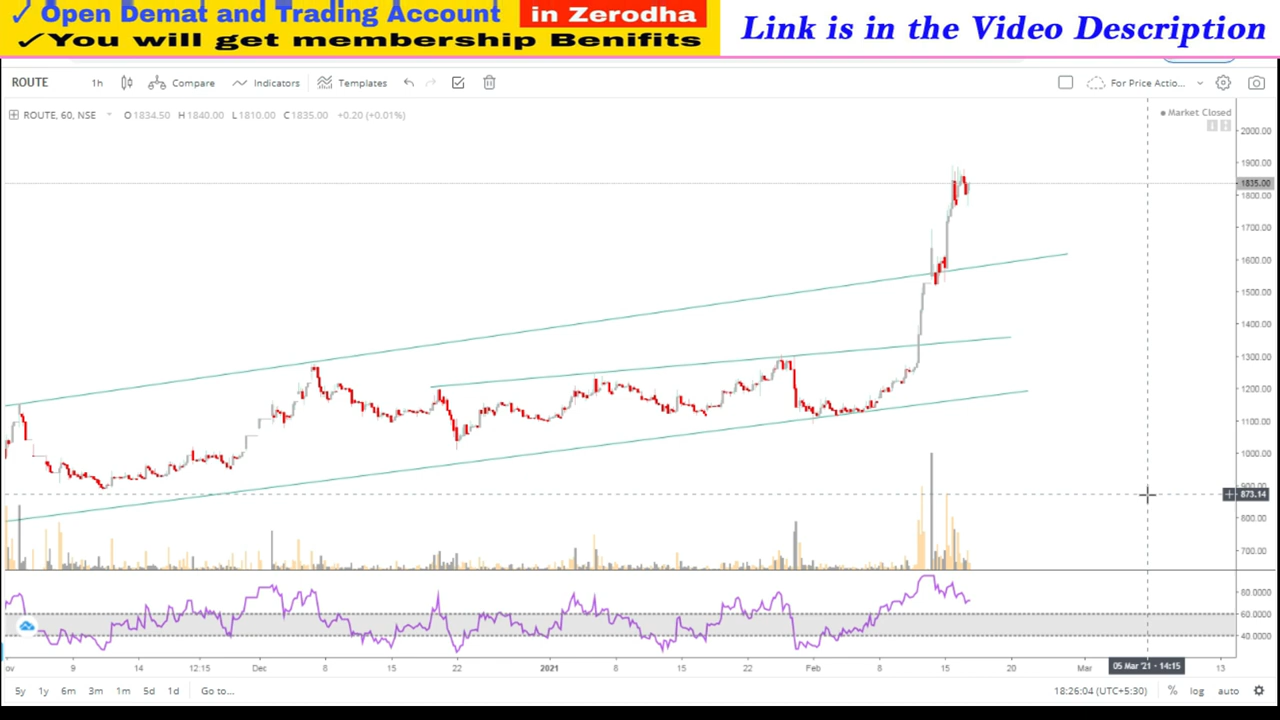 ✓ Open Demat and Trading Account in Zerodha
✓You will get membership Benifits
Link is in the Video Description
ROUTE 1h Compare Indicators Templates For Price Actio...
ROUTE, 60, NSE O1834.50 H1840.00 L1810.00 C1835.00 +0.20 (+0.01%)
Market Closed
2000.00
1900.00
1835.00
1800.00
1700.00
1600.00
1500.00
1400.00
1300.00
1200.00
1100.00
1000.00
873.14
800.00
700.00
80.0000
60.0000
40.0000
ov 9 14 12:15 Dec 8 15 22 2021 8 15 22 Feb 8 15 20 Mar 05 Mar '21 - 14:15 13
5y 1y 6m 3m 1m 5d 1d Go to... 18:26:04 (UTC+5:30) % log auto